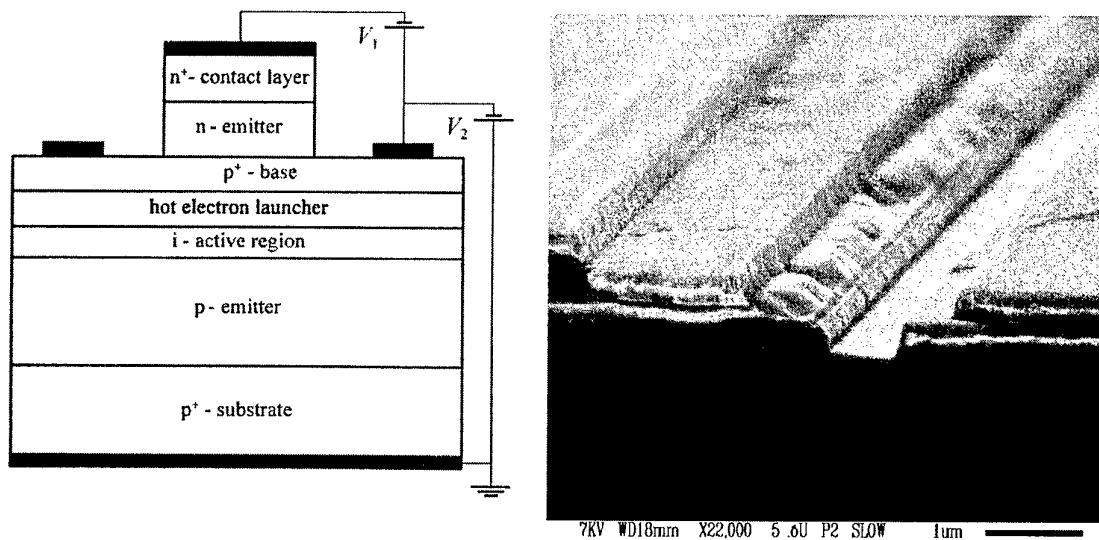 V₁
n⁺- contact layer
n - emitter
V₂
p⁺ - base
hot electron launcher
i - active region
p - emitter
p⁺ - substrate
7KV WD18mm X22,000 5.6U P2 SLOW 1um